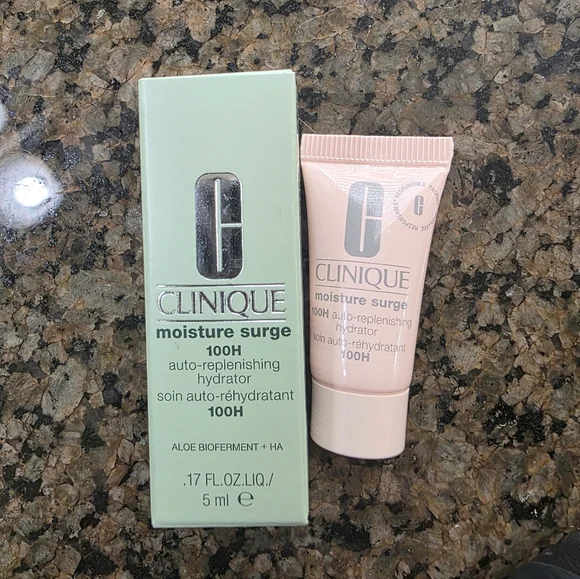 C
CLINIQUE
moisture surge
100H
auto-replenishing
hydrator
soin auto-réhydratant
100H
ALOE BIOFERMENT + HA
.17 FL.OZ.LIQ./
5 ml ℮
C
CLINIQUE
moisture surge
100H auto-replenishing
hydrator
soin auto-réhydratant
100H
C